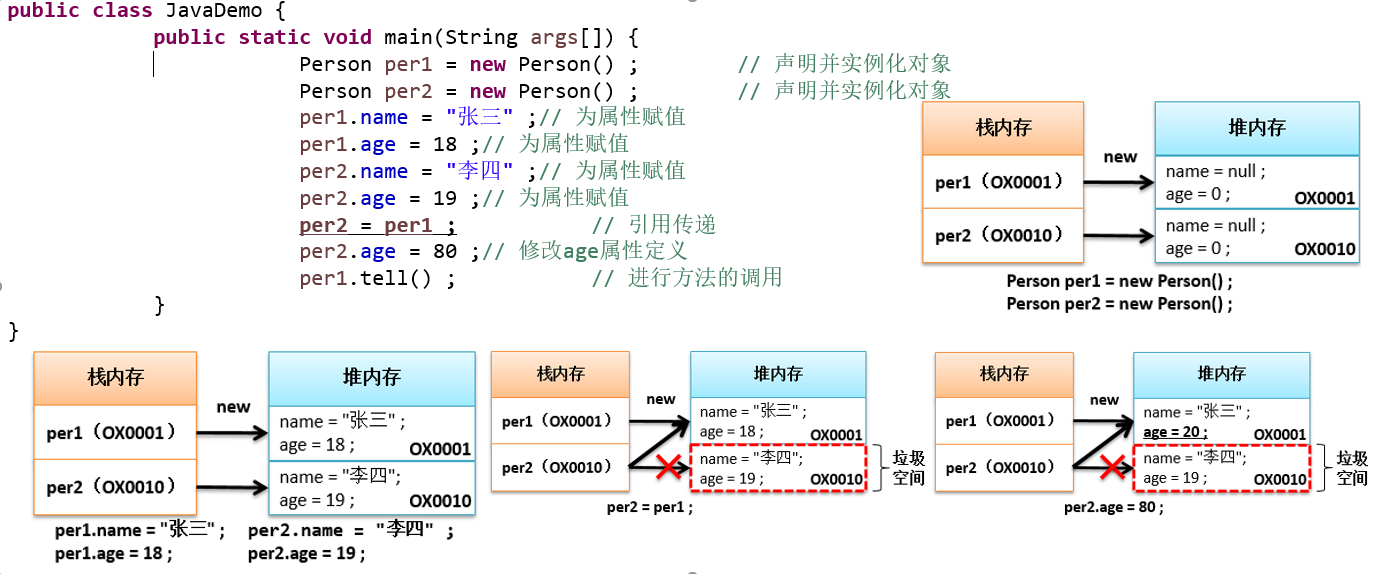 public class JavaDemo {
public static void main(String args[]) {
Person per1 = new Person() ; // 声明并实例化对象
Person per2 = new Person() ; // 声明并实例化对象
per1.name = "张三" ;// 为属性赋值
per1.age = 18 ;// 为属性赋值
per2.name = "李四" ;// 为属性赋值
per2.age = 19 ;// 为属性赋值
per2 = per1 ; // 引用传递
per2.age = 80 ;// 修改age属性定义
per1.tell() ; // 进行方法的调用
}
}
栈内存
堆内存
new
per1（OX0001）
name = null ;
age = 0 ;
OX0001
per2（OX0010）
name = null ;
age = 0 ;
OX0010
Person per1 = new Person() ;
Person per2 = new Person() ;
栈内存
堆内存
new
per1（OX0001）
name = "张三" ;
age = 18 ;
OX0001
per2（OX0010）
name = "李四";
age = 19 ;
OX0010
per1.name = "张三" ;
per1.age = 18 ;
per2.name = "李四" ;
per2.age = 19 ;
栈内存
堆内存
new
per1（OX0001）
name = "张三" ;
age = 18 ;
OX0001
per2（OX0010）
name = "李四";
age = 19 ;
OX0010
垃圾
空间
per2 = per1 ;
栈内存
堆内存
new
per1（OX0001）
name = "张三" ;
age = 20 ;
OX0001
per2（OX0010）
name = "李四";
age = 19 ;
OX0010
垃圾
空间
per2.age = 80 ;